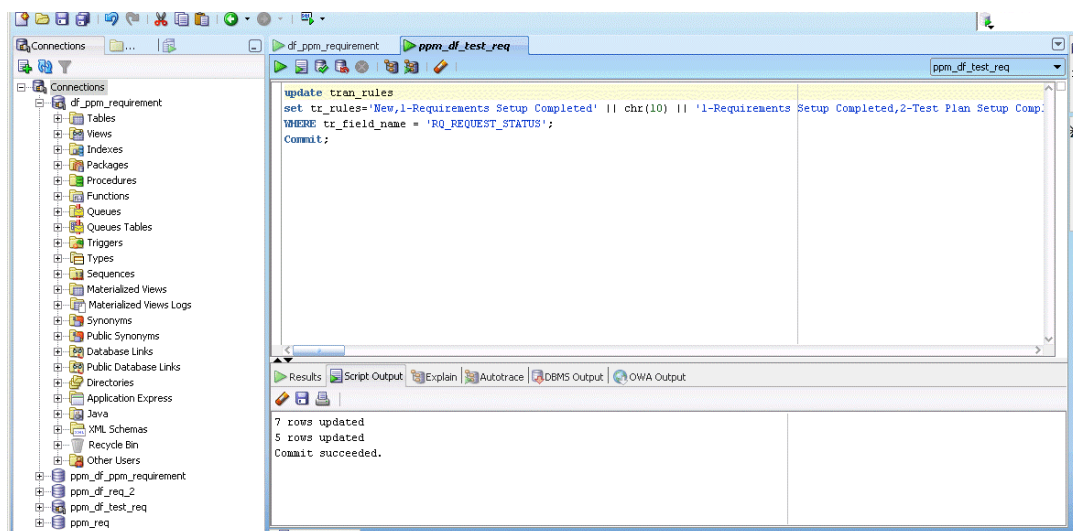 Connections
...
df_ppm_requirement
ppm_df_test_req
ppm_df_test_req
Connections
df_ppm_requirement
Tables
Views
Indexes
Packages
Procedures
Functions
Queues
Queues Tables
Triggers
Types
Sequences
Materialized Views
Materialized Views Logs
Synonyms
Public Synonyms
Database Links
Public Database Links
Directories
Application Express
Java
XML Schemas
Recycle Bin
Other Users
ppm_df_ppm_requirement
ppm_df_req_2
ppm_df_test_req
ppm_req
update tran_rules
set tr_rules='New,1-Requirements Setup Completed' || chr(10) || '1-Requirements Setup Completed,2-Test Plan Setup Compl
WHERE tr_field_name = 'RQ_REQUEST_STATUS';
Commit;
Results Script Output Explain Autotrace DBMS Output OWA Output
7 rows updated
5 rows updated
Commit succeeded.